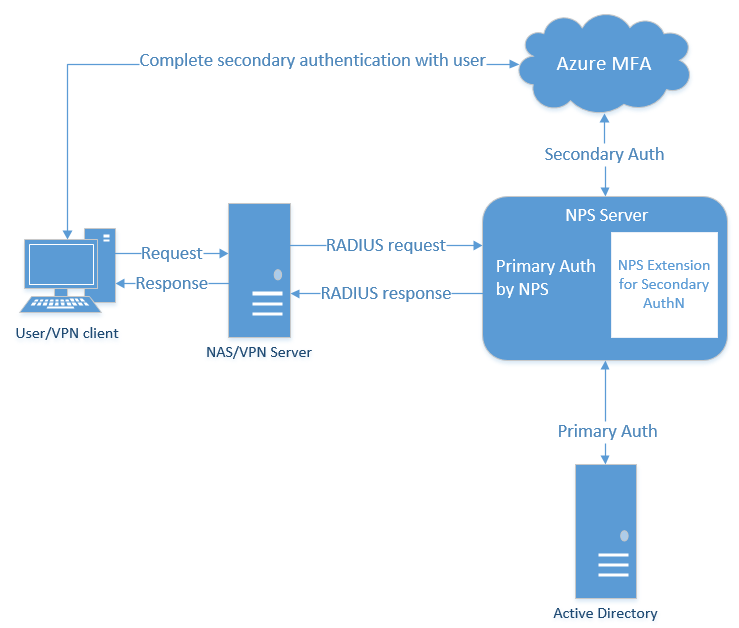 Complete secondary authentication with user
Azure MFA
Secondary Auth
NPS Server
Primary Auth
by NPS
NPS Extension
for Secondary
AuthN
Request
Response
RADIUS request
RADIUS response
User/VPN client
NAS/VPN Server
Primary Auth
Active Directory